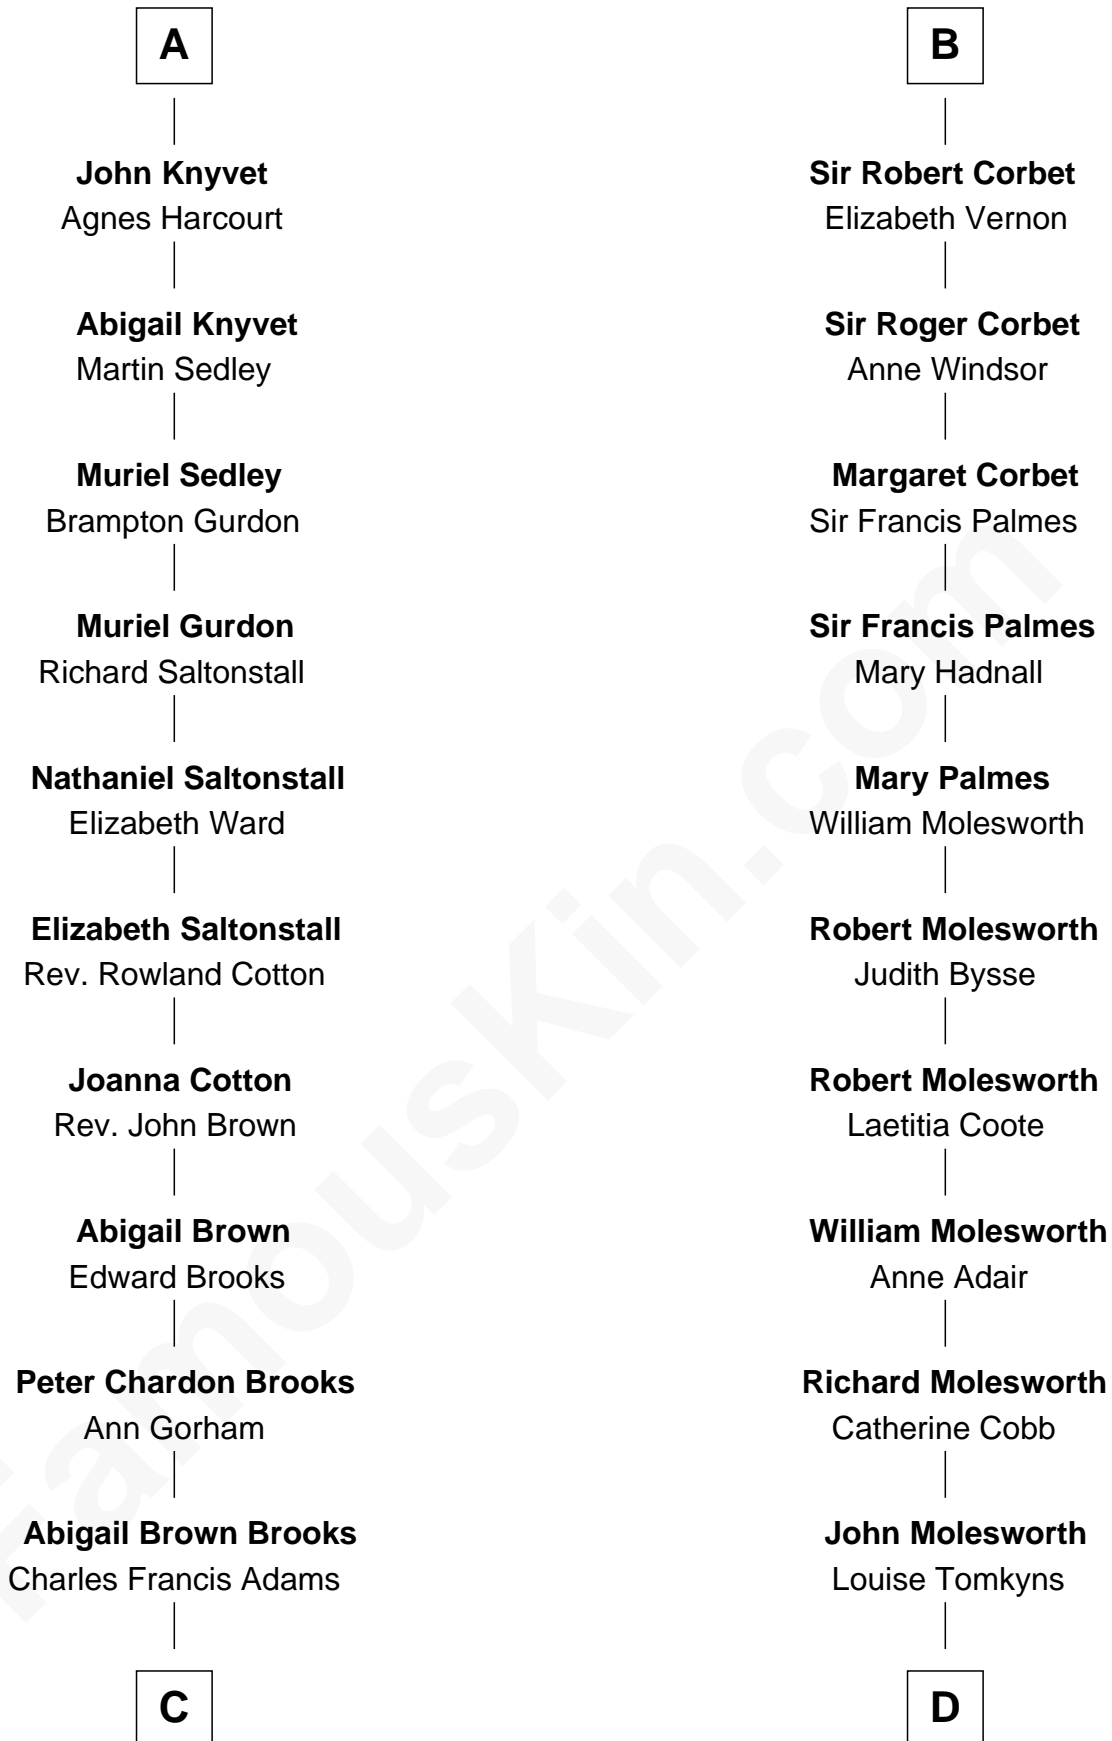 A
John Knyvet
Agnes Harcourt
Abigail Knyvet
Martin Sedley
Muriel Sedley
Brampton Gurdon
Muriel Gurdon
Richard Saltonstall
Nathaniel Saltonstall
Elizabeth Ward
Elizabeth Saltonstall
Rev. Rowland Cotton
Joanna Cotton
Rev. John Brown
Abigail Brown
Edward Brooks
Peter Chardon Brooks
Ann Gorham
Abigail Brown Brooks
Charles Francis Adams
C
B
Sir Robert Corbet
Elizabeth Vernon
Sir Roger Corbet
Anne Windsor
Margaret Corbet
Sir Francis Palmes
Sir Francis Palmes
Mary Hadnall
Mary Palmes
William Molesworth
Robert Molesworth
Judith Bysse
Robert Molesworth
Laetitia Coote
William Molesworth
Anne Adair
Richard Molesworth
Catherine Cobb
John Molesworth
Louise Tomkyns
D
FamousKin.com